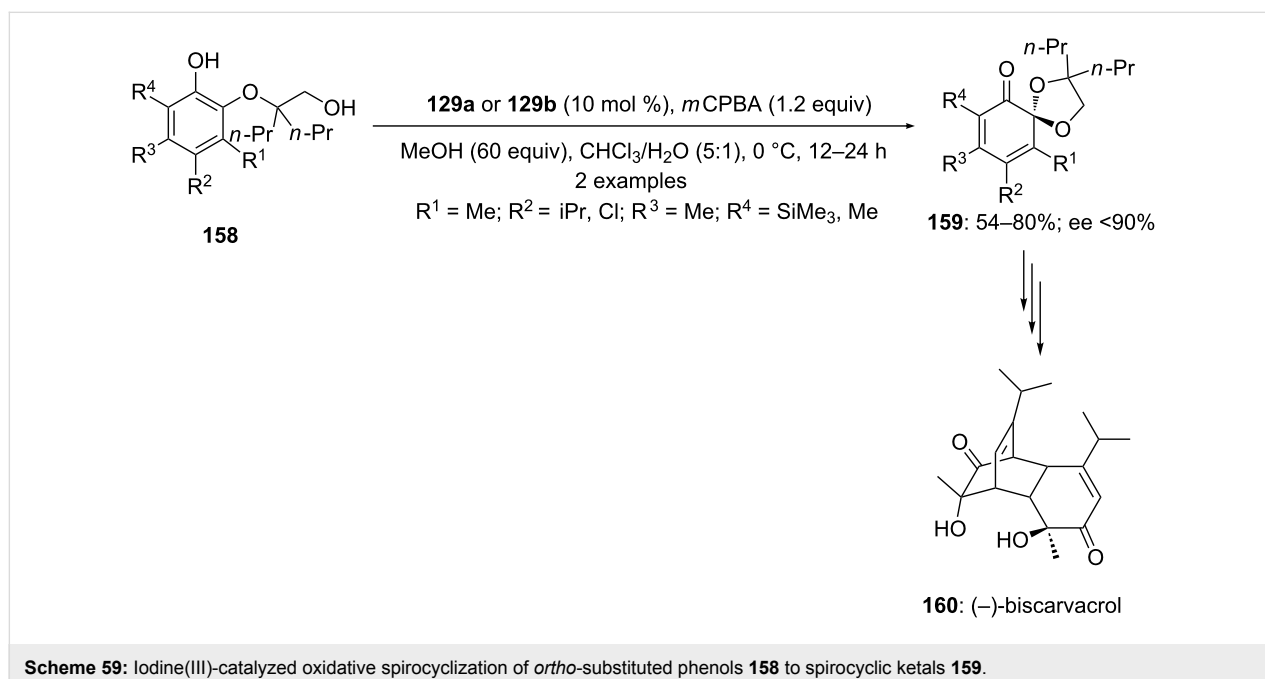 OH
R4
O
OH
n-Pr n-Pr
R3
R1
R2
158
129a or 129b (10 mol %), mCPBA (1.2 equiv)
MeOH (60 equiv), CHCl3/H2O (5:1), 0 °C, 12–24 h
2 examples
R1 = Me; R2 = iPr, Cl; R3 = Me; R4 = SiMe3, Me
n-Pr
n-Pr
O
O
R4
O
R3
R1
R2
159: 54–80%; ee <90%
O
HO
HO
O
160: (–)-biscarvacrol
Scheme 59: Iodine(III)-catalyzed oxidative spirocyclization of ortho-substituted phenols 158 to spirocyclic ketals 159.